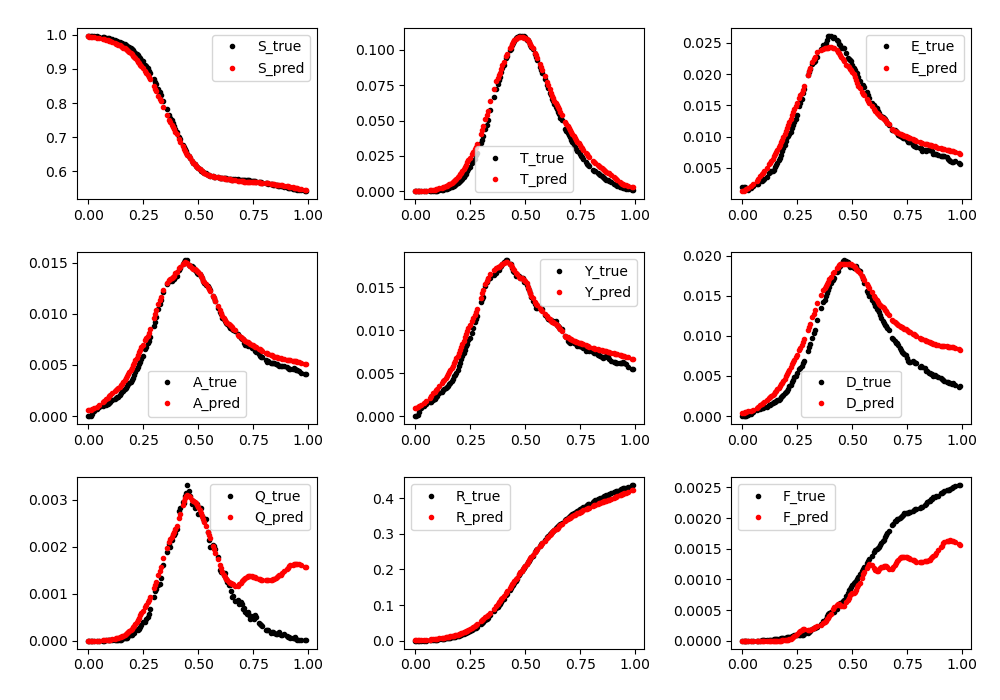 1.0
0.9
0.8
0.7
0.6
S_true
S_pred
0.00 0.25 0.50 0.75 1.00
0.100
0.075
0.050
0.025
0.000
T_true
T_pred
0.00 0.25 0.50 0.75 1.00
0.025
0.020
0.015
0.010
0.005
E_true
E_pred
0.00 0.25 0.50 0.75 1.00
0.015
0.010
0.005
0.000
A_true
A_pred
0.00 0.25 0.50 0.75 1.00
0.015
0.010
0.005
0.000
Y_true
Y_pred
0.00 0.25 0.50 0.75 1.00
0.020
0.015
0.010
0.005
0.000
D_true
D_pred
0.00 0.25 0.50 0.75 1.00
0.003
0.002
0.001
0.000
Q_true
Q_pred
0.00 0.25 0.50 0.75 1.00
0.4
0.3
0.2
0.1
0.0
R_true
R_pred
0.00 0.25 0.50 0.75 1.00
0.0025
0.0020
0.0015
0.0010
0.0005
0.0000
F_true
F_pred
0.00 0.25 0.50 0.75 1.00